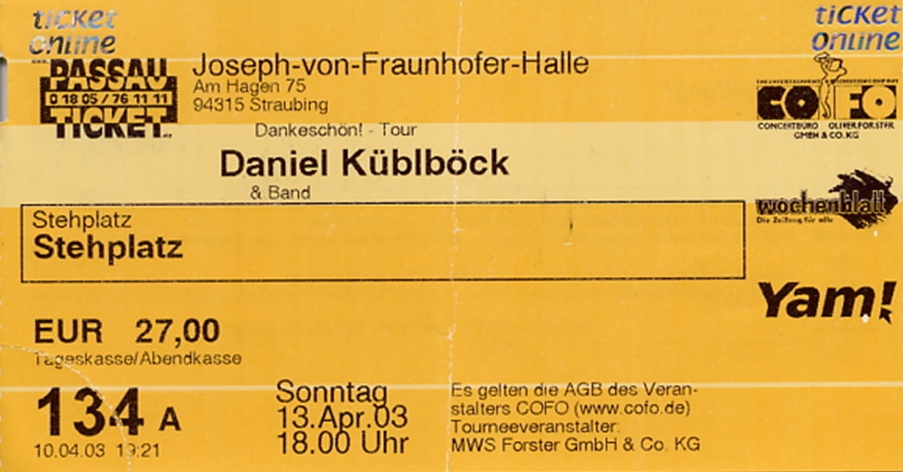 ticket
online
ticket
online
PASSAU
0 18 05 / 76 11 11
TICKET
Joseph-von-Fraunhofer-Halle
Am Hagen 75
94315 Straubing
COFO
CONCERTBÜRO OLIVER FORSTER
GMBH & CO. KG
Dankeschön! - Tour
Daniel Küblböck
& Band
wochenblatt
Die Zeitung für alle
Stehplatz
Stehplatz
Yam!
EUR 27,00
Tageskasse/Abendkasse
134 A
10.04.03 19:21
Sonntag
13.Apr.03
18.00 Uhr
Es gelten die AGB des Veran-
stalters COFO (www.cofo.de)
Tourneeveranstalter:
MWS Forster GmbH & Co. KG